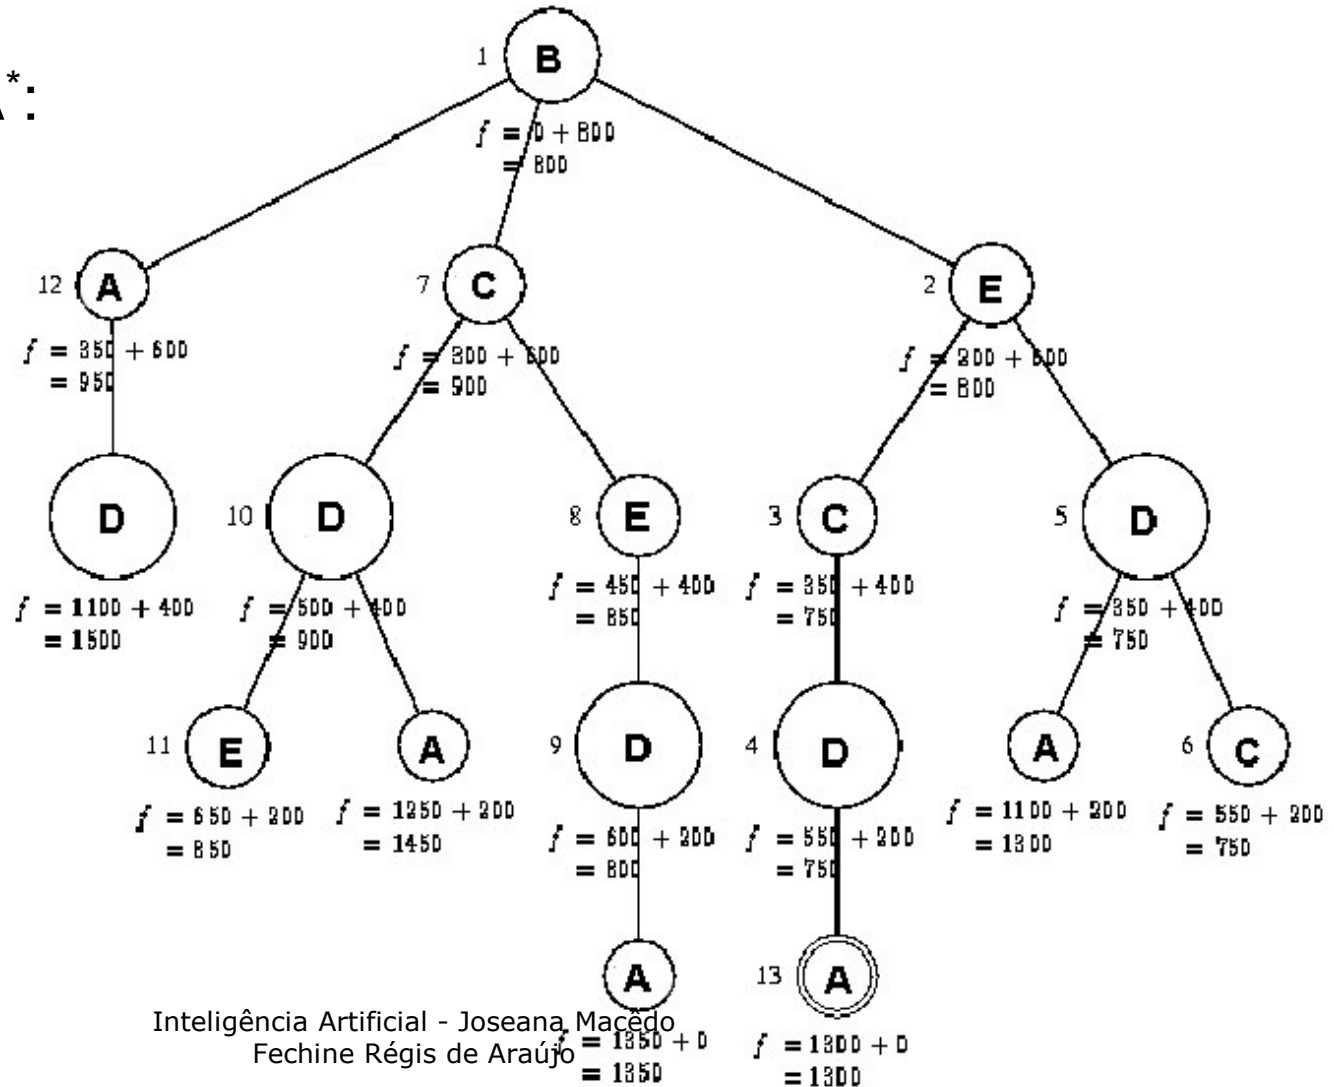 A*:
1 B
f = 0 + 800
= 800
12 A
f = 350 + 600
= 950
7 C
f = 300 + 600
= 900
2 E
f = 200 + 600
= 800
D
f = 1100 + 400
= 1500
10 D
f = 500 + 400
= 900
8 E
f = 450 + 400
= 850
3 C
f = 350 + 400
= 750
5 D
f = 350 + 400
= 750
11 E
f = 650 + 200
= 850
A
f = 1250 + 200
= 1450
9 D
f = 600 + 200
= 800
4 D
f = 550 + 200
= 750
A
f = 1100 + 200
= 1300
6 C
f = 550 + 200
= 750
A
f = 1350 + 0
= 1350
13 A
f = 1300 + 0
= 1300
Inteligência Artificial - Joseana Macêdo
Fechine Régis de Araújo